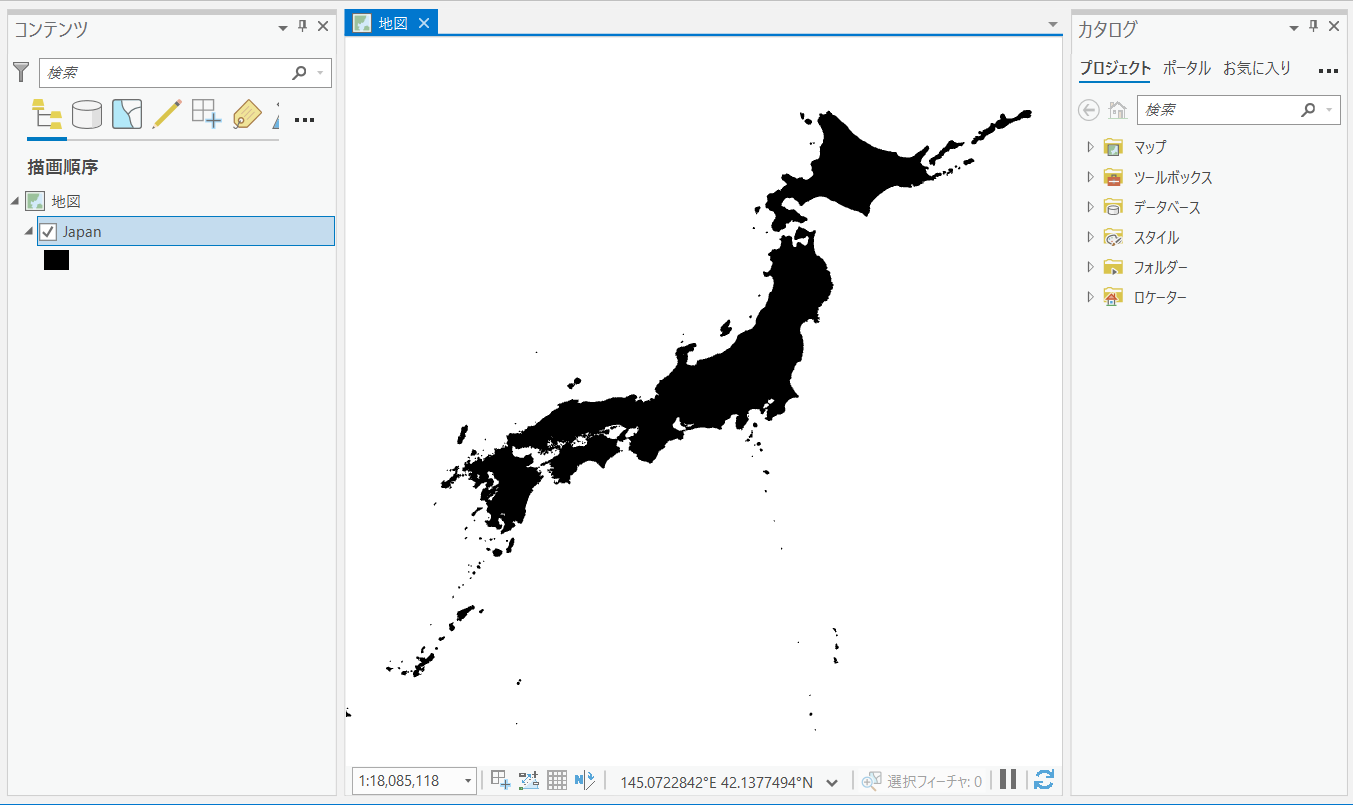 コンテンツ
検索
描画順序
地図
Japan
地図
1:18,085,118
145.0722842°E 42.1377494°N
選択フィーチャ: 0
カタログ
プロジェクト ポータル お気に入り
検索
マップ
ツールボックス
データベース
スタイル
フォルダー
ロケーター